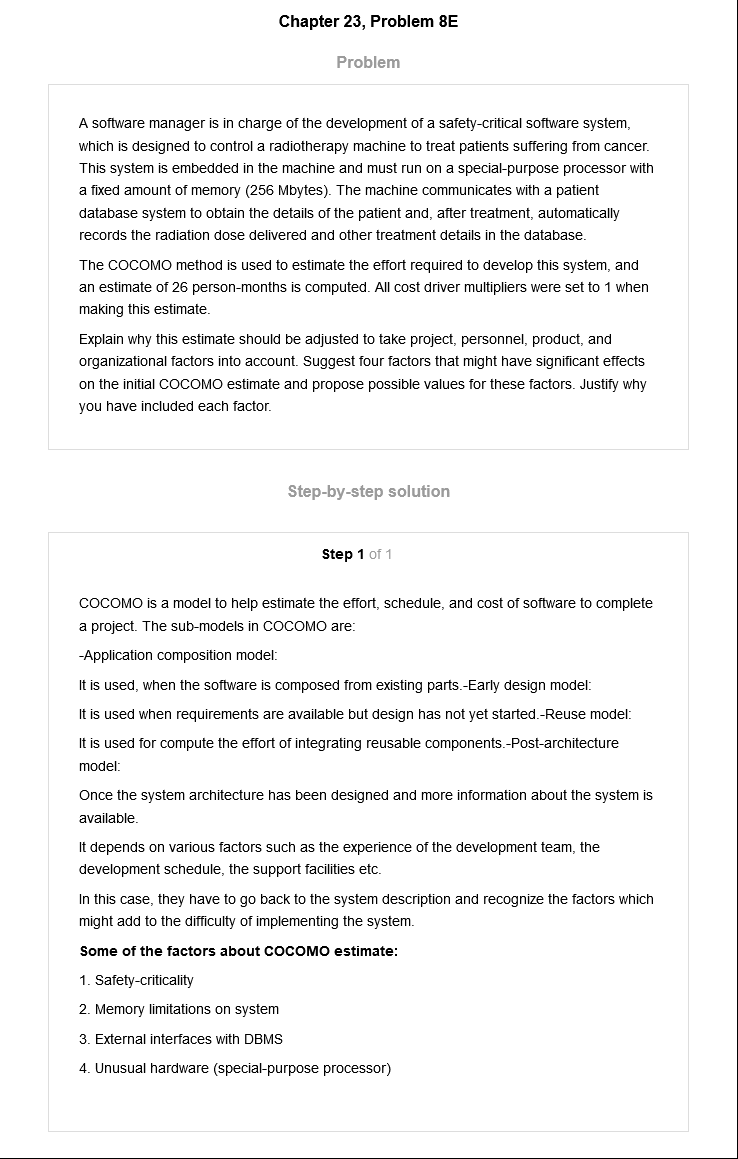 Chapter 23, Problem 8E
Problem
A software manager is in charge of the development of a safety-critical software system,
which is designed to control a radiotherapy machine to treat patients suffering from cancer.
This system is embedded in the machine and must run on a special-purpose processor with
a fixed amount of memory (256 Mbytes). The machine communicates with a patient
database system to obtain the details of the patient and, after treatment, automatically
records the radiation dose delivered and other treatment details in the database.
The COCOMO method is used to estimate the effort required to develop this system, and
an estimate of 26 person-months is computed. All cost driver multipliers were set to 1 when
making this estimate.
Explain why this estimate should be adjusted to take project, personnel, product, and
organizational factors into account. Suggest four factors that might have significant effects
on the initial COCOMO estimate and propose possible values for these factors. Justify why
you have included each factor.
Step-by-step solution
Step 1 of 1
COCOMO is a model to help estimate the effort, schedule, and cost of software to complete
a project. The sub-models in COCOMO are:
-Application composition model:
It is used, when the software is composed from existing parts.-Early design model:
It is used when requirements are available but design has not yet started.-Reuse model:
It is used for compute the effort of integrating reusable components.-Post-architecture
model:
Once the system architecture has been designed and more information about the system is
available.
It depends on various factors such as the experience of the development team, the
development schedule, the support facilities etc.
In this case, they have to go back to the system description and recognize the factors which
might add to the difficulty of implementing the system.
Some of the factors about COCOMO estimate:
1. Safety-criticality
2. Memory limitations on system
3. External interfaces with DBMS
4. Unusual hardware (special-purpose processor)